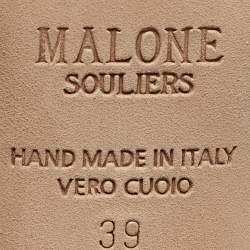 MALONE
SOULIERS
HAND MADE IN ITALY
VERO CUOIO
39